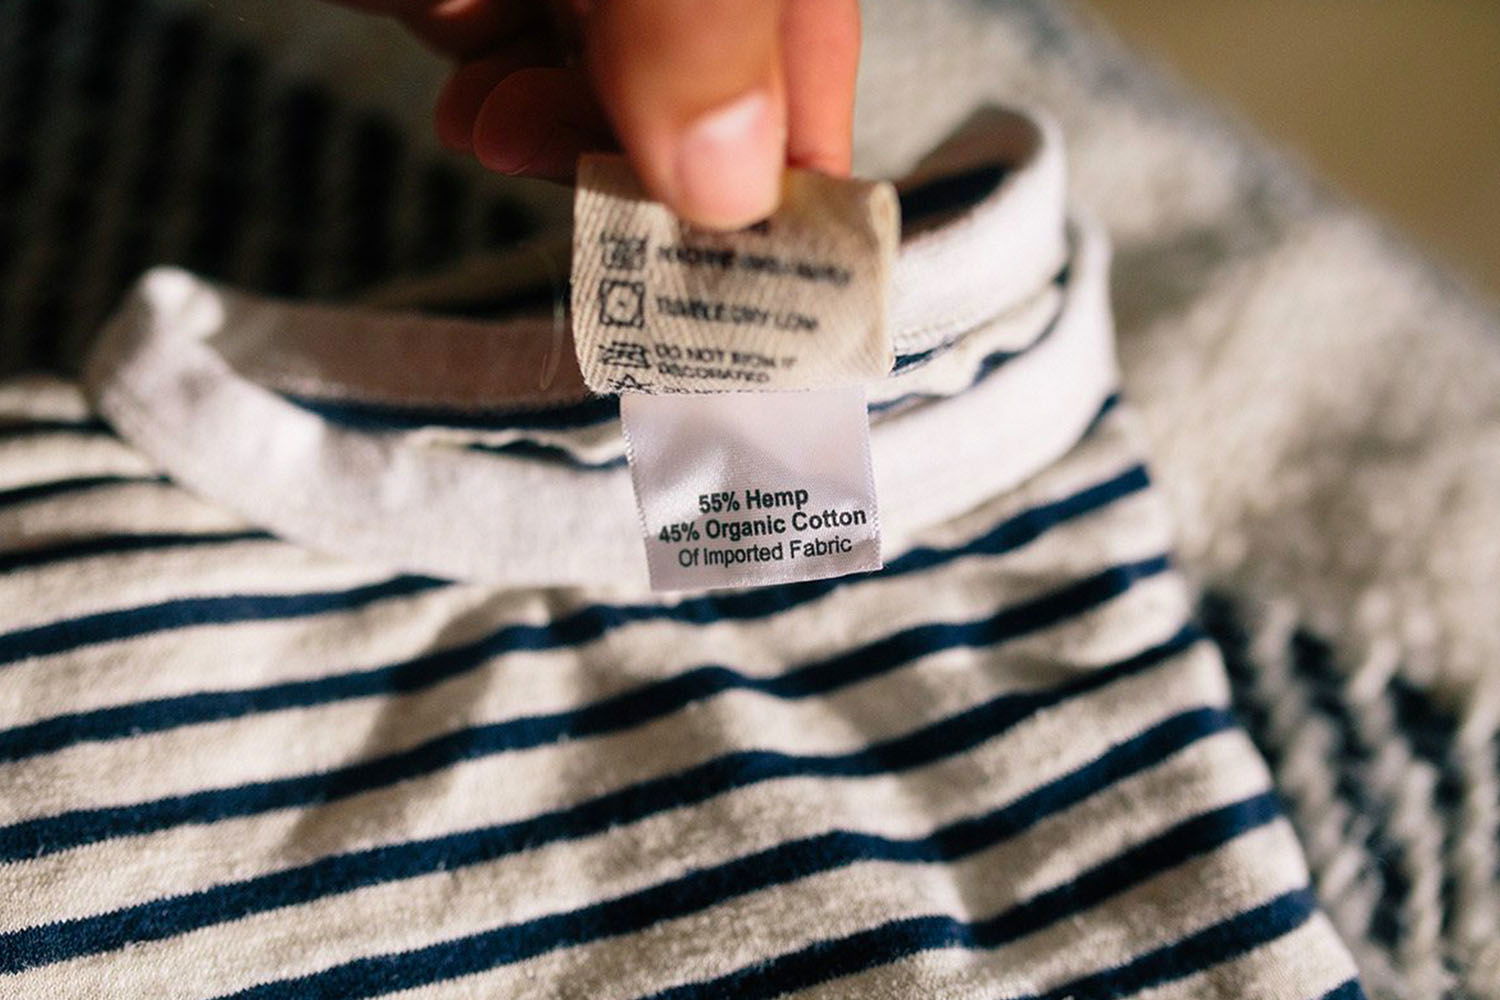 TUMBLE DRY LOW
DO NOT IRON IF
DECORATED
55% Hemp
45% Organic Cotton
Of Imported Fabric